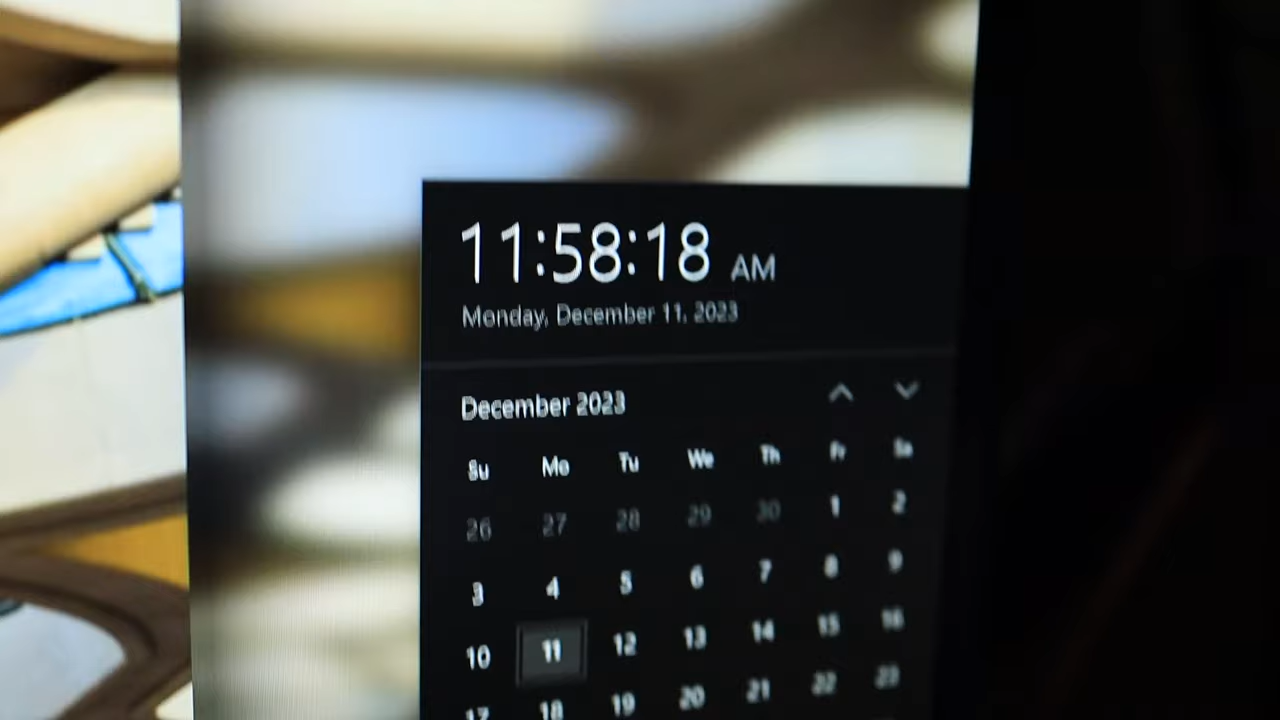 11:58:18 AM
Monday, December 11, 2023
December 2023
Su Mo Tu We Th Fr Sa
26 27 28 29 30 1 2
3 4 5 6 7 8 9
10 11 12 13 14 15 16
17 18 19 20 21 22 23